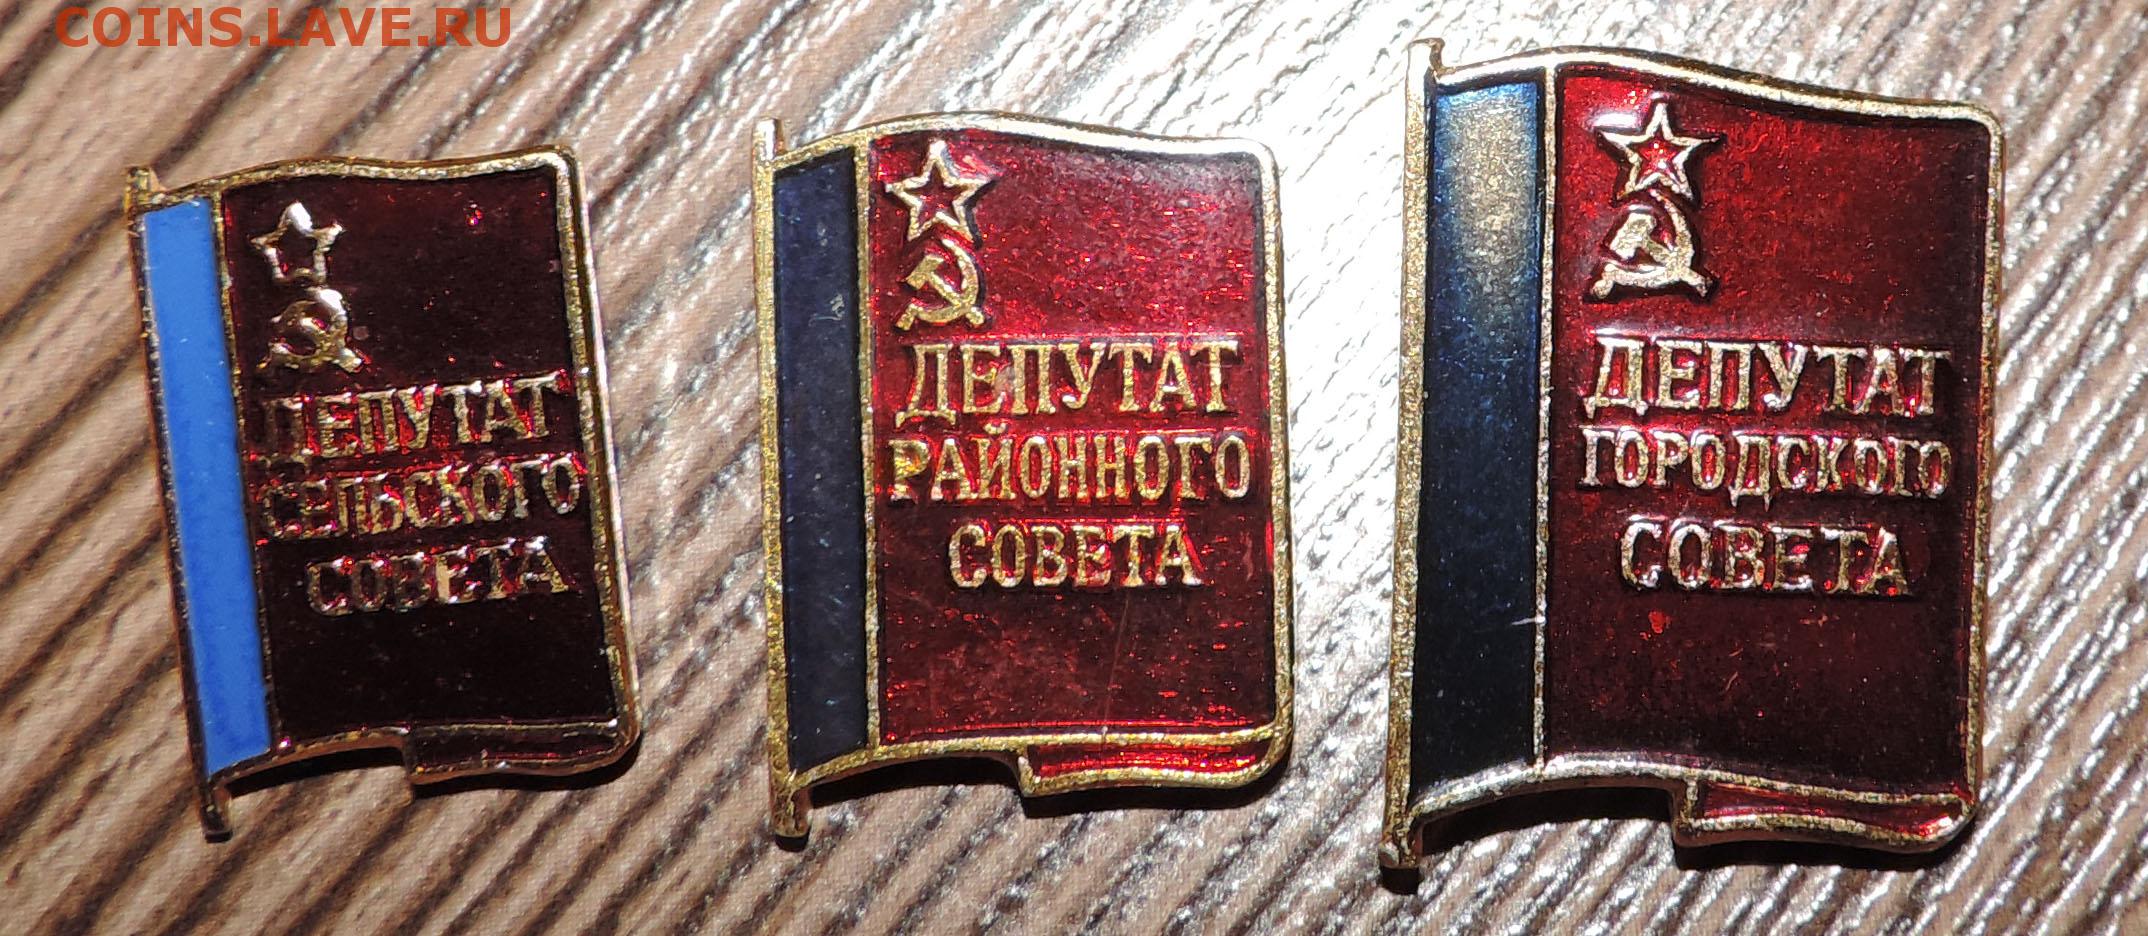 COINS.LAVE.RU
ДЕПУТАТ
СЕЛЬСКОГО
СОВЕТА
ДЕПУТАТ
РАЙОННОГО
СОВЕТА
ДЕПУТАТ
ГОРОДСКОГО
СОВЕТА